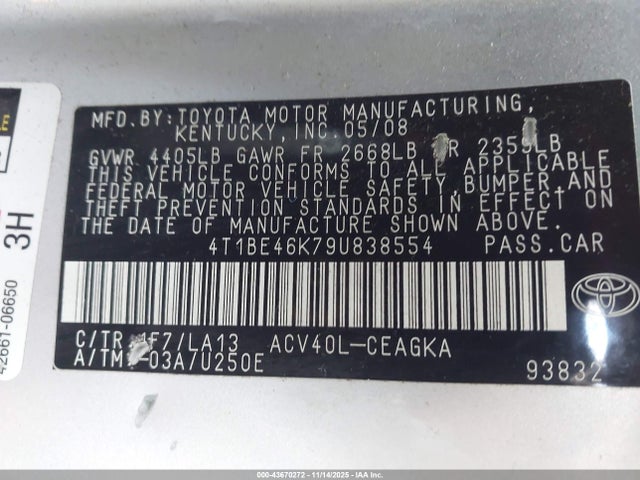 MFD.BY:TOYOTA MOTOR MANUFACTURING,
KENTUCKY,INC.05/08
GVWR 4405LB GAWR FR 2668LB RR 2359LB
THIS VEHICLE CONFORMS TO ALL APPLICABLE
FEDERAL MOTOR VEHICLE SAFETY,BUMPER,AND
THEFT PREVENTION STANDARDS IN EFFECT ON
THE DATE OF MANUFACTURE SHOWN ABOVE.
4T1BE46K79U838554 PASS.CAR
C/TR 1F7/LA13 ACV40L-CEAGKA
A/TM -03A/U250E
93832
42661-06650
3H
000-43670272 - 11/14/2025 - IAA Inc.